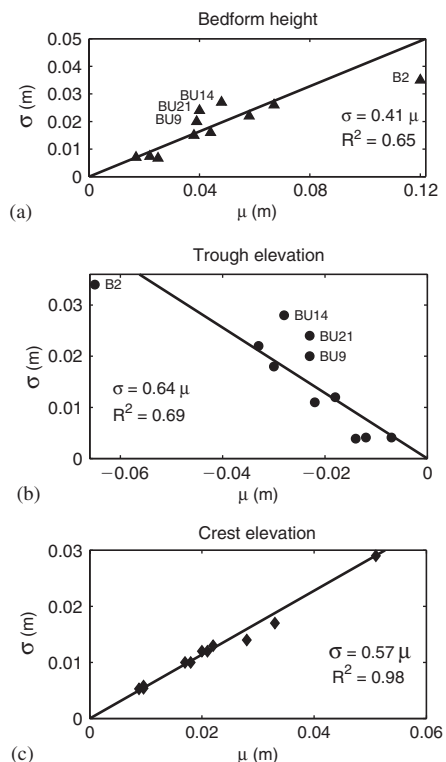 Bedform height
0.05
0.04
0.03
0.02
0.01
0
σ (m)
BU14
BU21
BU9
B2
σ = 0.41 μ
R² = 0.65
0
0.04
0.08
0.12
μ (m)
(a)
Trough elevation
0.03
0.02
0.01
0
σ (m)
B2
BU14
BU21
BU9
σ = 0.64 μ
R² = 0.69
−0.06
−0.04
−0.02
0
μ (m)
(b)
Crest elevation
0.03
0.02
0.01
0
σ (m)
σ = 0.57 μ
R² = 0.98
0
0.02
0.04
0.06
μ (m)
(c)